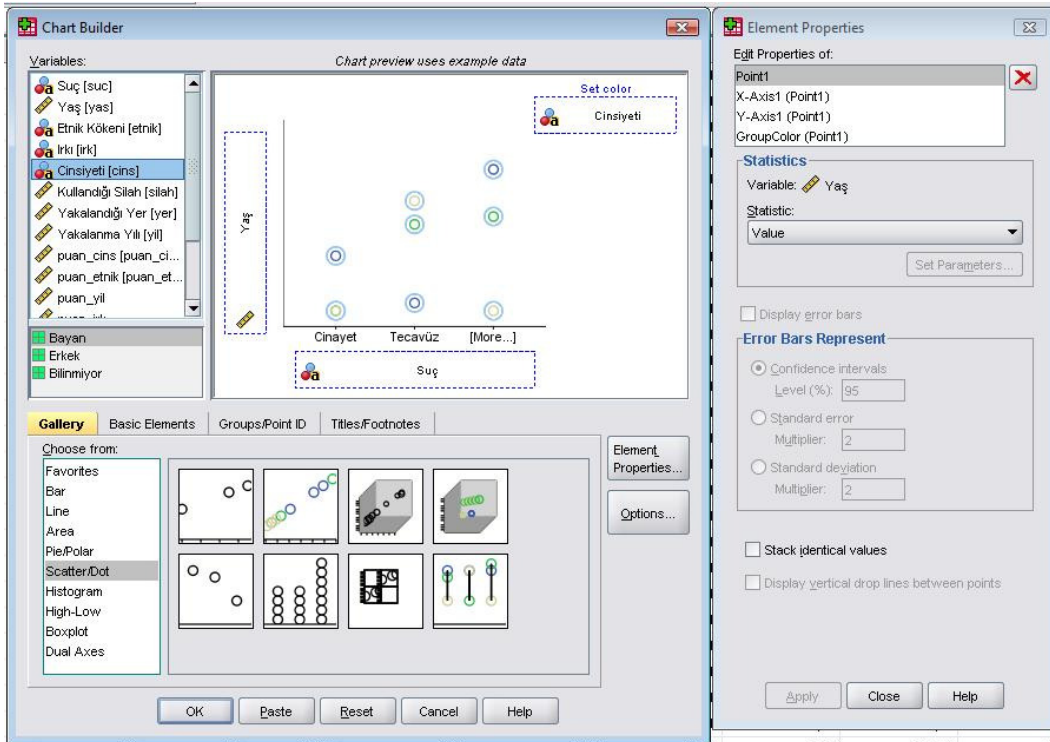 Chart Builder
Variables:
Suç [suc]
Yaş [yas]
Etnik Kökeni [etnik]
Irkı [irk]
Cinsiyeti [cins]
Kullandığı Silah [silah]
Yakalandığı Yer [yer]
Yakalanma Yılı [yil]
puan_cins [puan_ci...
puan_etnik [puan_et...
puan_yil
Bayan
Erkek
Bilinmiyor
Chart preview uses example data
Set color
Cinsiyeti
Yaş
Cinayet Tecavüz [More...]
Suç
Gallery Basic Elements Groups/Point ID Titles/Footnotes
Choose from:
Favorites
Bar
Line
Area
Pie/Polar
Scatter/Dot
Histogram
High-Low
Boxplot
Dual Axes
Element Properties...
Options...
OK Paste Reset Cancel Help
Element Properties
Edit Properties of:
Point1
X-Axis1 (Point1)
Y-Axis1 (Point1)
GroupColor (Point1)
Statistics
Variable: Yaş
Statistic:
Value
Set Parameters...
Display error bars
Error Bars Represent
Confidence intervals
Level (%): 95
Standard error
Multiplier: 2
Standard deviation
Multiplier: 2
Stack identical values
Display vertical drop lines between points
Apply Close Help